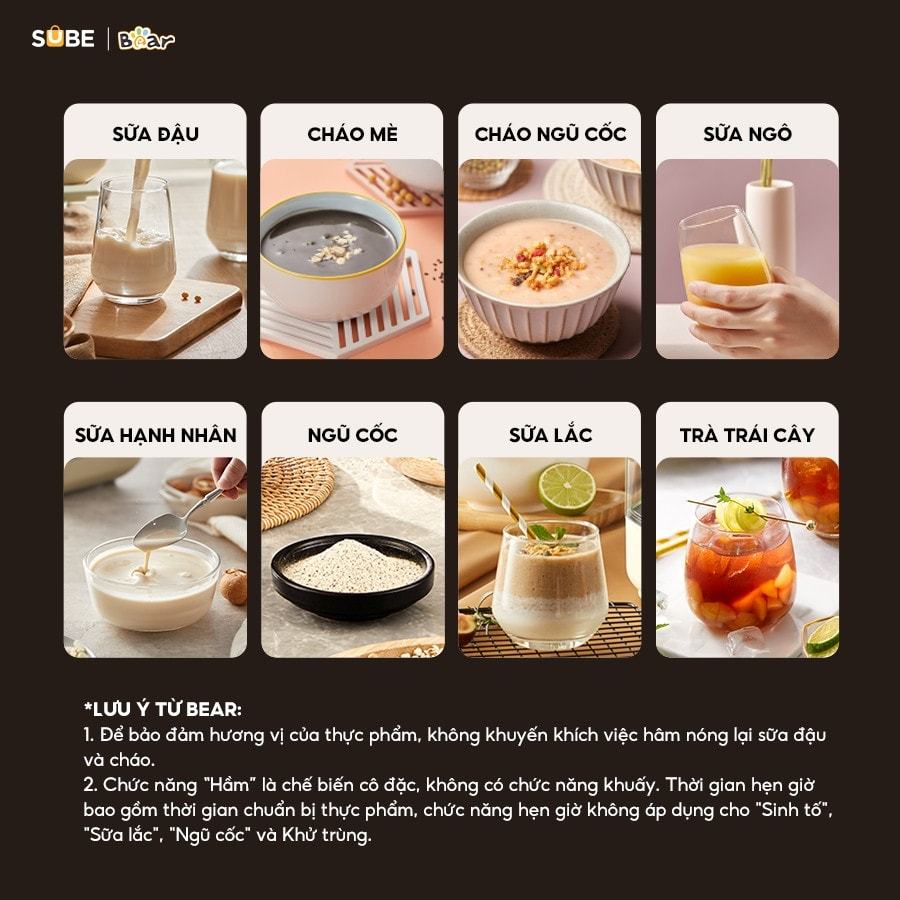 SUBE | Bear
SỮA ĐẬU
CHÁO MÈ
CHÁO NGŨ CỐC
SỮA NGÔ
SỮA HẠNH NHÂN
NGŨ CỐC
SỮA LẮC
TRÀ TRÁI CÂY
*LƯU Ý TỪ BEAR:
1. Để bảo đảm hương vị của thực phẩm, không khuyến khích việc hâm nóng lại sữa đậu
và cháo.
2. Chức năng "Hầm" là chế biến cô đặc, không có chức năng khuấy. Thời gian hẹn giờ
bao gồm thời gian chuẩn bị thực phẩm, chức năng hẹn giờ không áp dụng cho "Sinh tố",
"Sữa lắc", "Ngũ cốc" và Khử trùng.